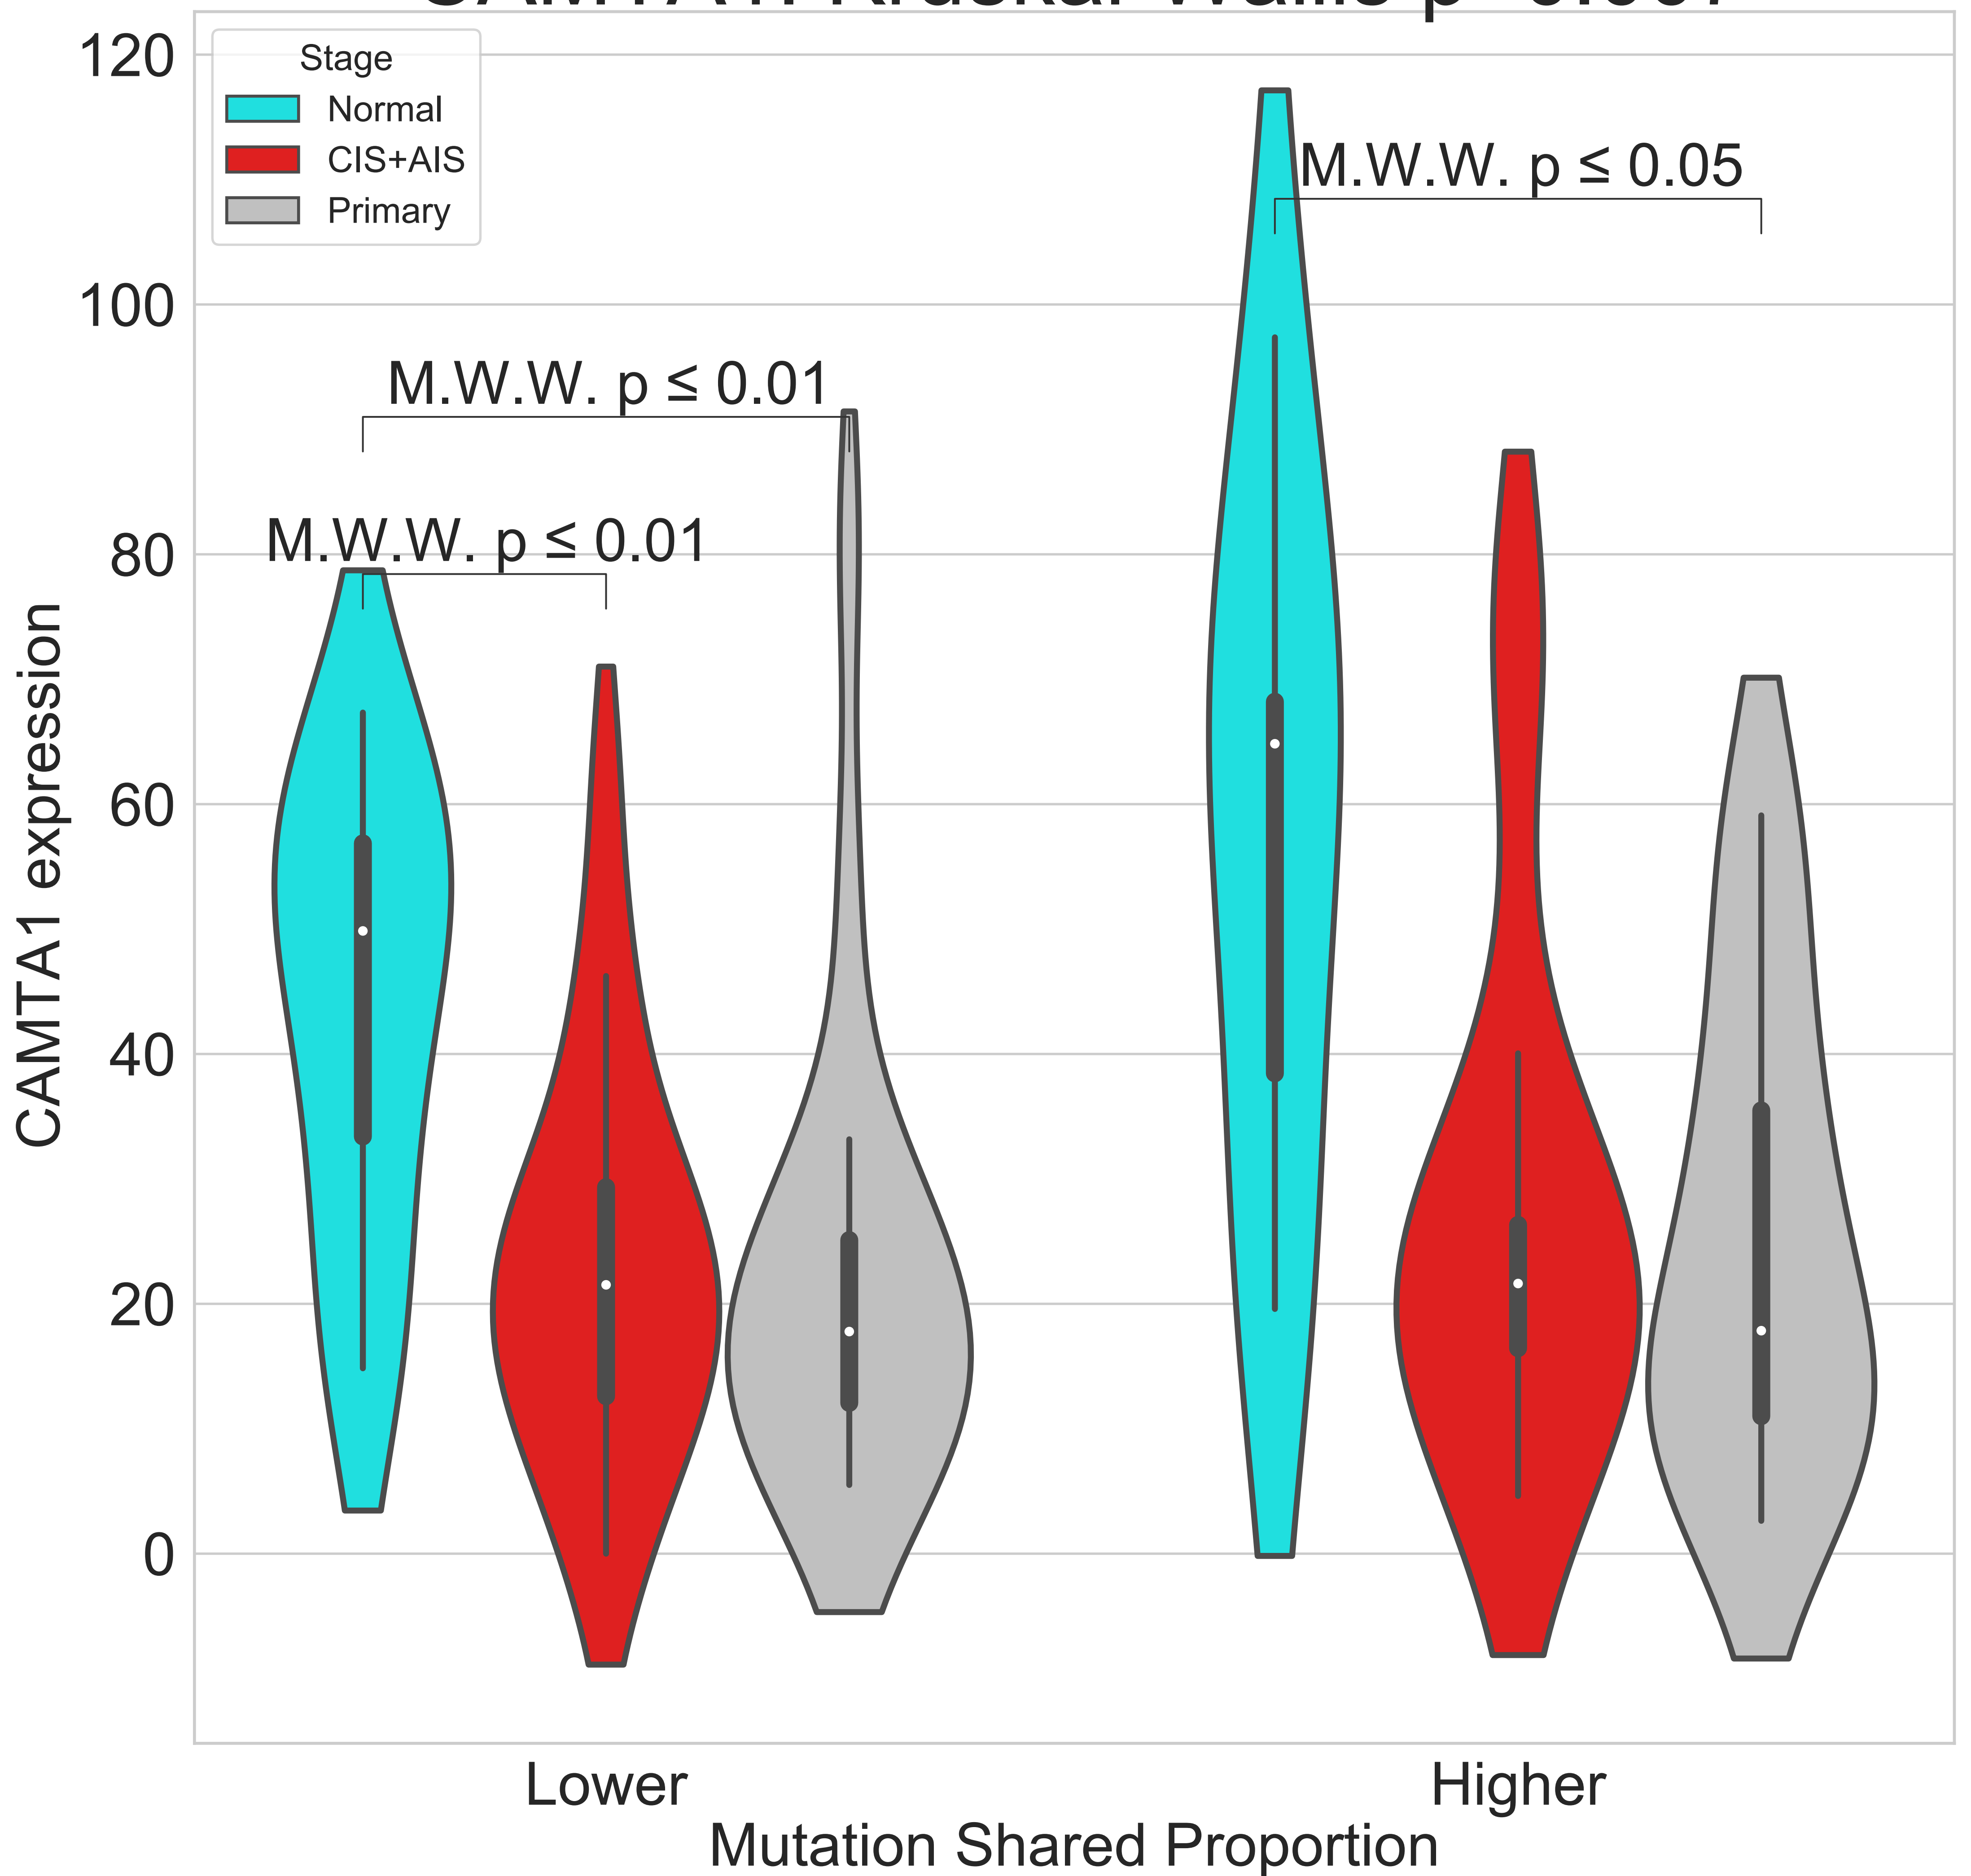 Stage
Normal
CIS+AIS
Primary
120
100
80
60
40
20
0
CAMTA1 expression
M.W.W. p ≤ 0.01
M.W.W. p ≤ 0.01
M.W.W. p ≤ 0.05
Lower
Higher
Mutation Shared Proportion